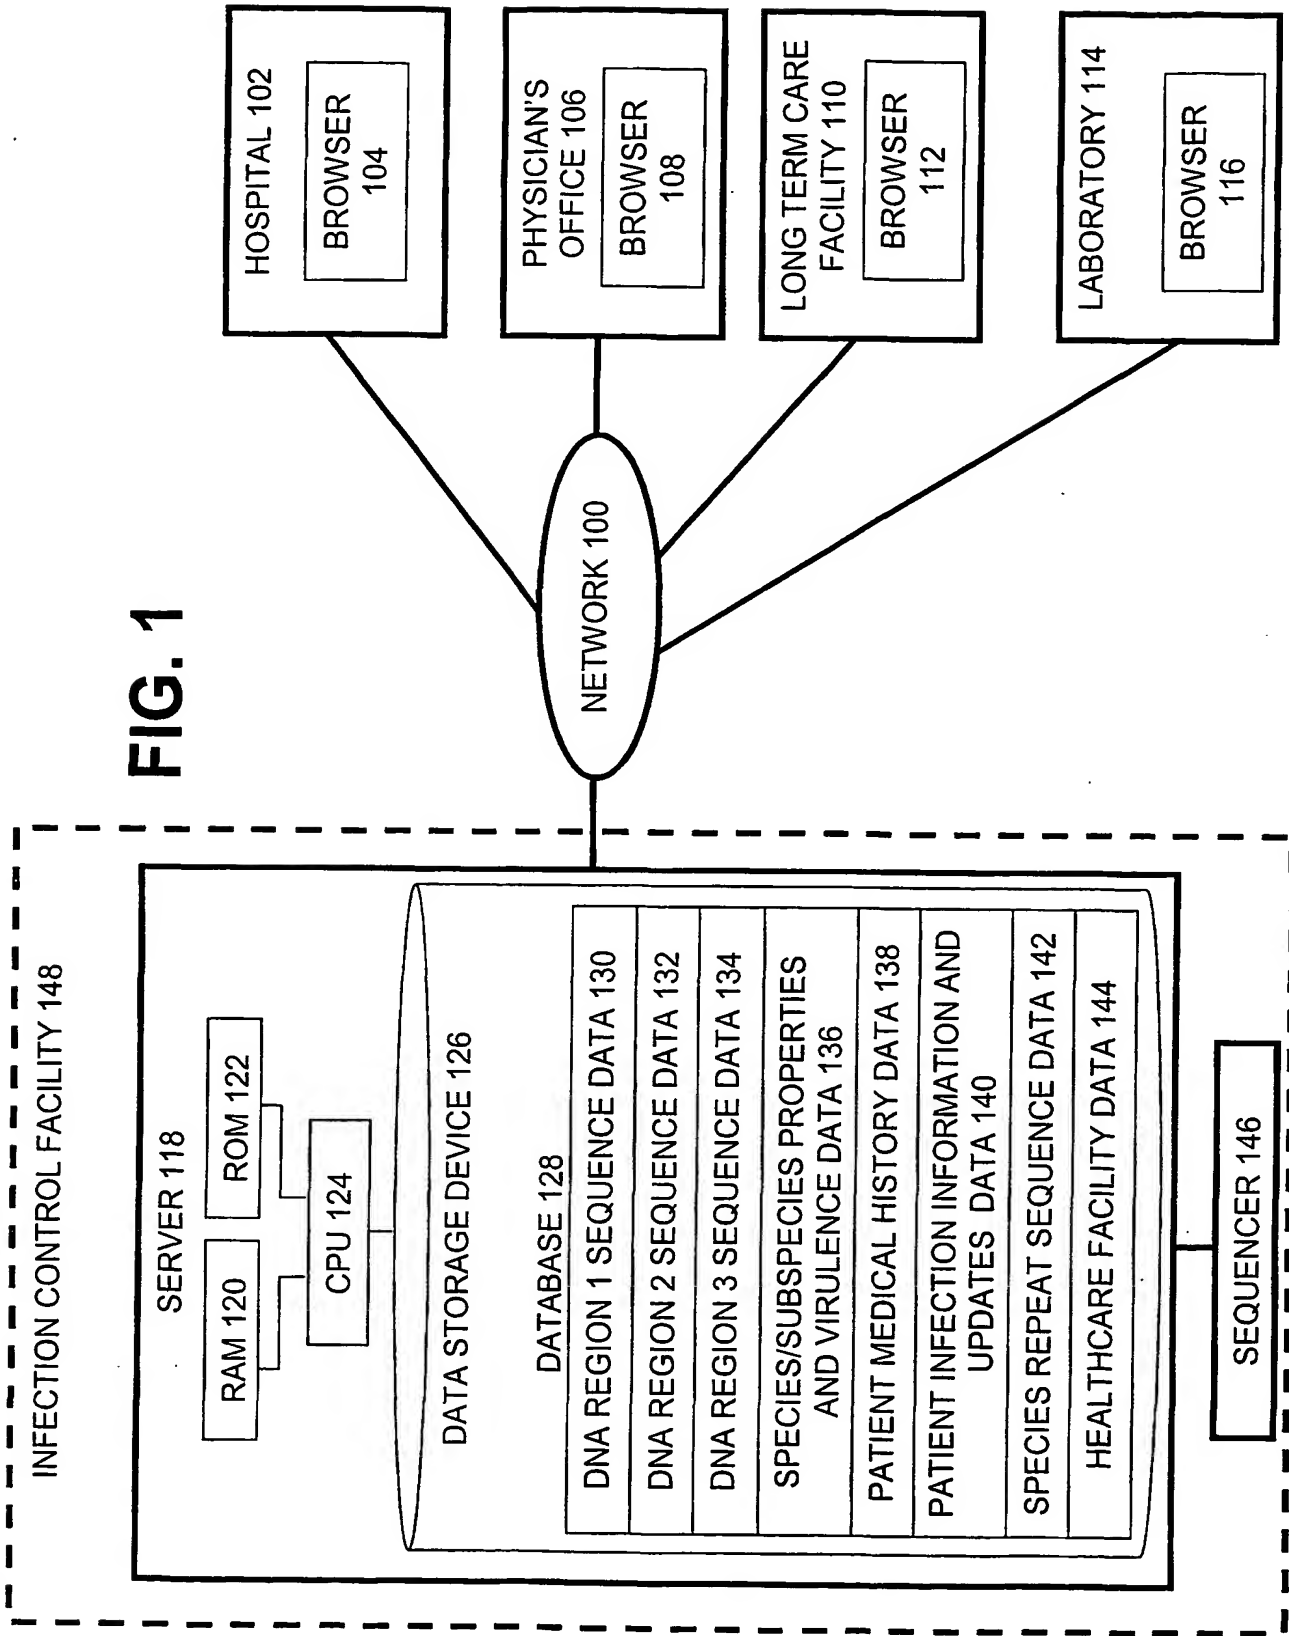 FIG. 1
INFECTION CONTROL FACILITY 148
SERVER 118
RAM 120
ROM 122
CPU 124
DATA STORAGE DEVICE 126
DATABASE 128
DNA REGION 1 SEQUENCE DATA 130
DNA REGION 2 SEQUENCE DATA 132
DNA REGION 3 SEQUENCE DATA 134
SPECIES/SUBSPECIES PROPERTIES
AND VIRULENCE DATA 136
PATIENT MEDICAL HISTORY DATA 138
PATIENT INFECTION INFORMATION AND
UPDATES DATA 140
SPECIES REPEAT SEQUENCE DATA 142
HEALTHCARE FACILITY DATA 144
SEQUENCER 146
NETWORK 100
HOSPITAL 102
BROWSER
104
PHYSICIAN'S
OFFICE 106
BROWSER
108
LONG TERM CARE
FACILITY 110
BROWSER
112
LABORATORY 114
BROWSER
116